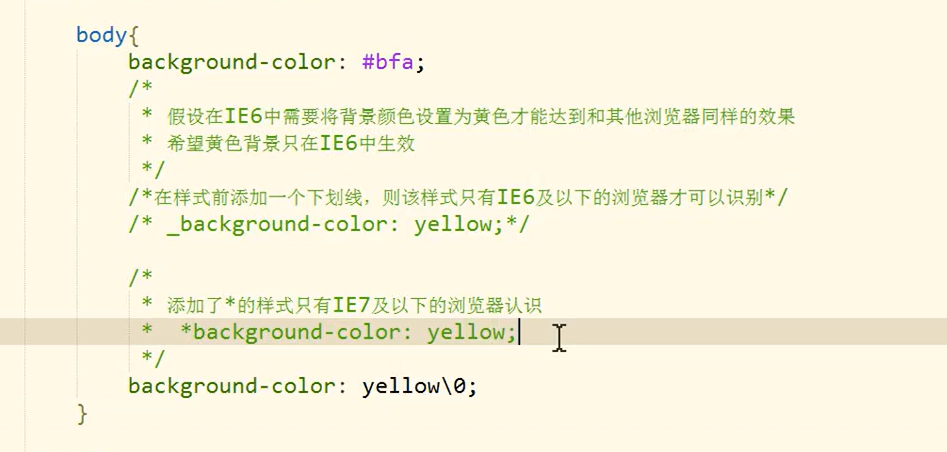 body{
background-color: #bfa;
/*
* 假设在IE6中需要将背景颜色设置为黄色才能达到和其他浏览器同样的效果
* 希望黄色背景只在IE6中生效
*/
/*在样式前添加一个下划线，则该样式只有IE6及以下的浏览器才可以识别*/
/* _background-color: yellow;*/
/*
* 添加了*的样式只有IE7及以下的浏览器认识
* *background-color: yellow;
*/
background-color: yellow\0;
}